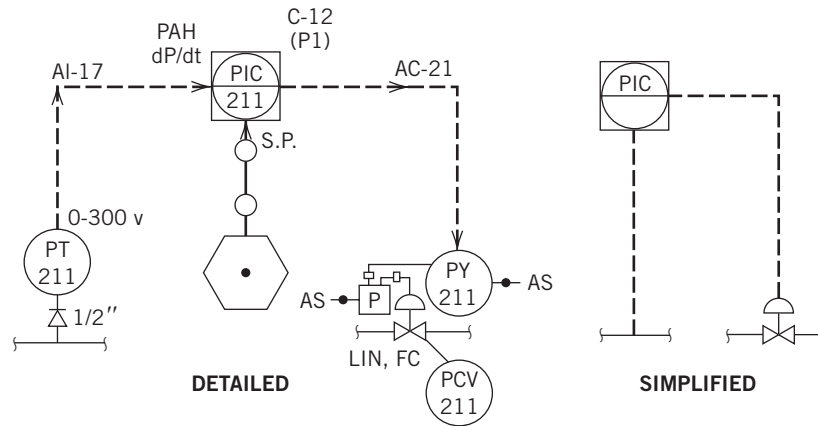 PAH
dP/dt
C-12
(P1)
AI-17
PIC
211
AC-21
S.P.
0-300 v
PT
211
1/2″
PY
211
AS
AS
P
LIN, FC
PCV
211
DETAILED
PIC
SIMPLIFIED